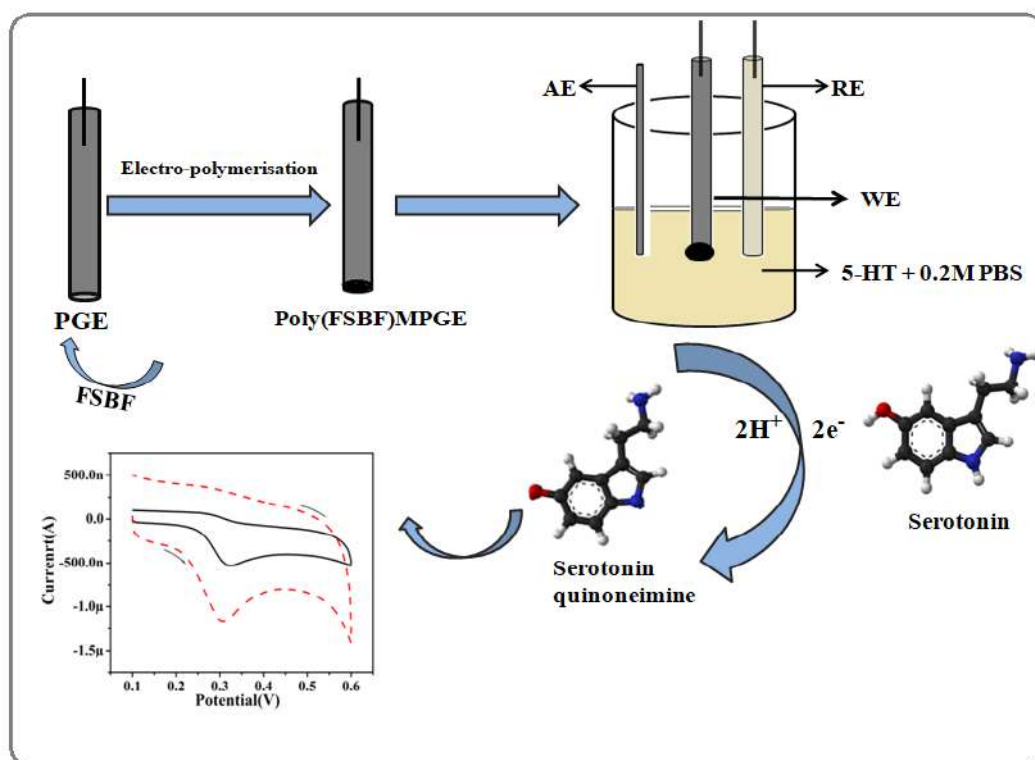 AE
RE
Electro-polymerisation
WE
5-HT + 0.2M PBS
PGE
Poly(FSBF)MPGE
FSBF
2H+ 2e-
Serotonin
Serotonin
quinoneimine
500.0n
0.0
-500.0n
-1.0µ
-1.5µ
Currenrt(A)
0.1 0.2 0.3 0.4 0.5 0.6
Potential(V)